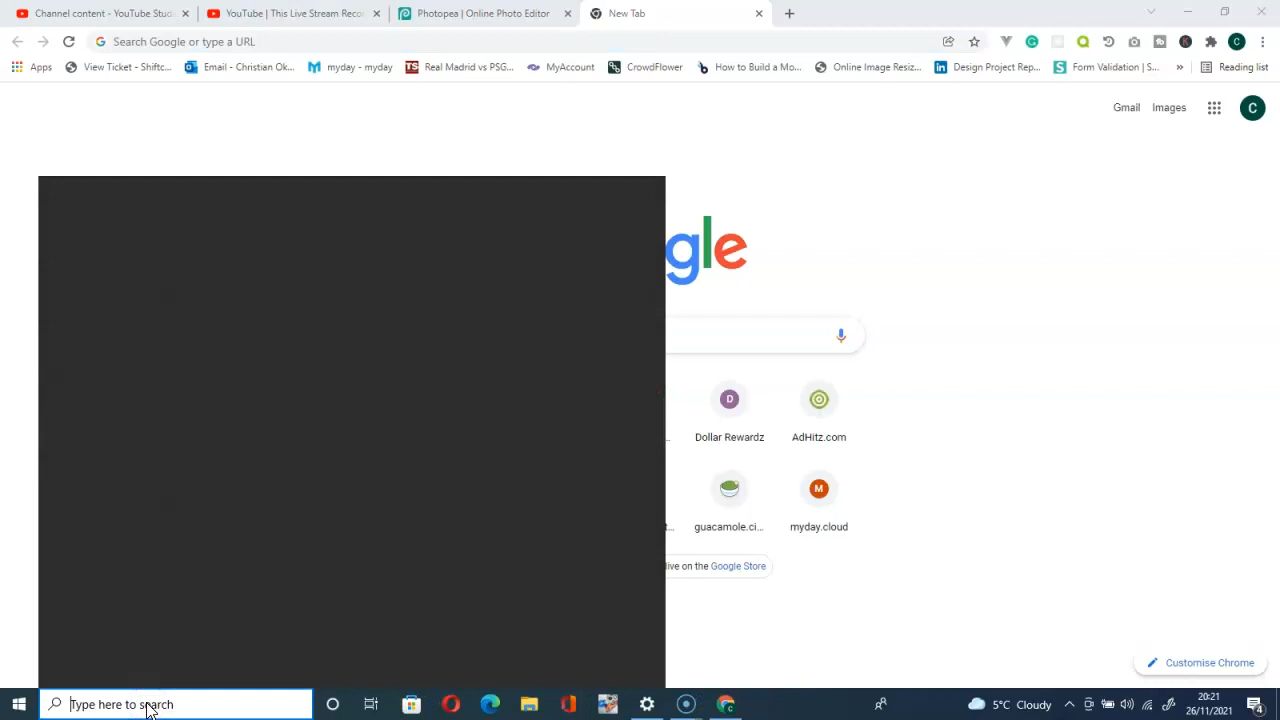 Channel content - YouTube Studi
YouTube | This Live Stream Reco
Photopea | Online Photo Editor
New Tab
Search Google or type a URL
Apps
View Ticket - Shiftc...
Email - Christian Ok...
myday - myday
Real Madrid vs PSG...
MyAccount
CrowdFlower
How to Build a Mo...
Online Image Resiz...
Design Project Rep...
Form Validation | S...
»
Reading list
Gmail
Images
C
gle
D
Dollar Rewardz
AdHitz.com
guacamole.ci...
M
myday.cloud
live on the Google Store
Customise Chrome
Type here to search
5°C Cloudy
20:21
26/11/2021
4